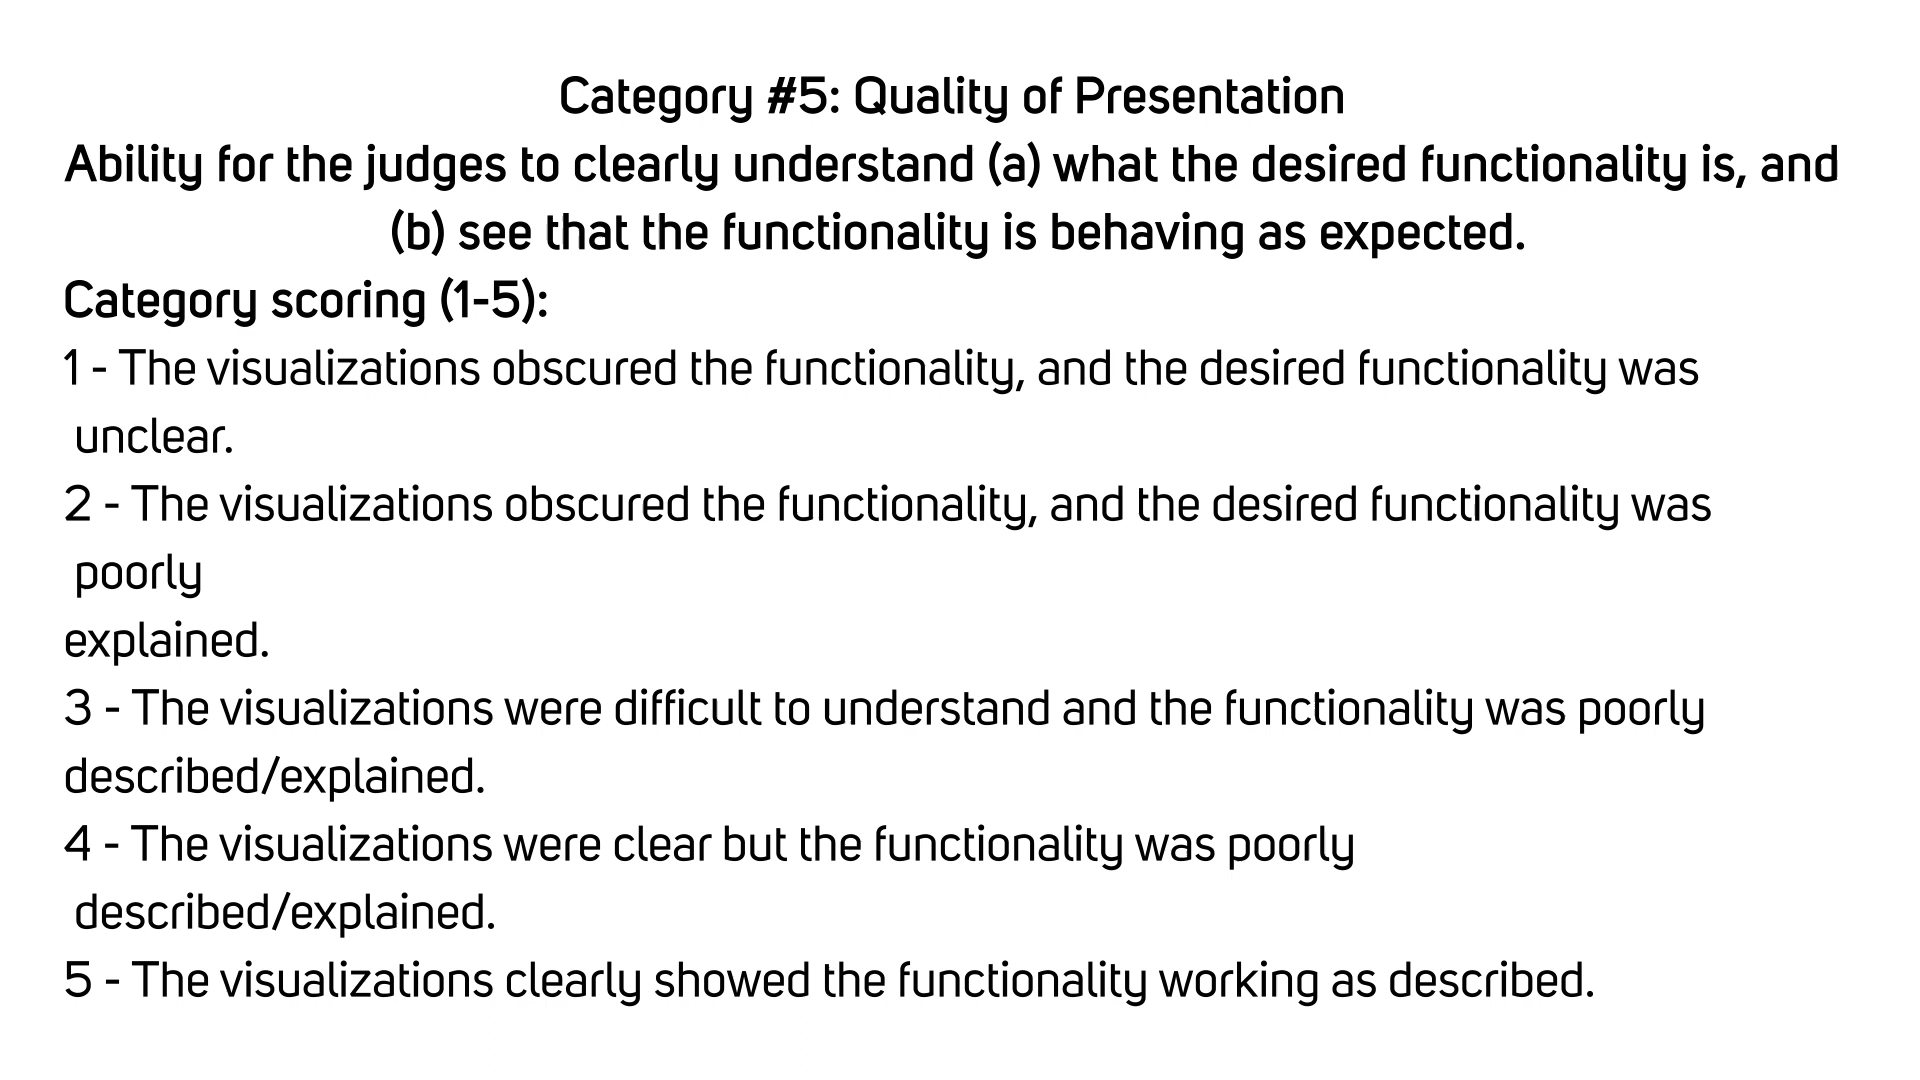 Category #5: Quality of Presentation
Ability for the judges to clearly understand (a) what the desired functionality is, and
(b) see that the functionality is behaving as expected.
Category scoring (1-5):
1 - The visualizations obscured the functionality, and the desired functionality was
unclear.
2 - The visualizations obscured the functionality, and the desired functionality was
poorly
explained.
3 - The visualizations were difficult to understand and the functionality was poorly
described/explained.
4 - The visualizations were clear but the functionality was poorly
described/explained.
5 - The visualizations clearly showed the functionality working as described.